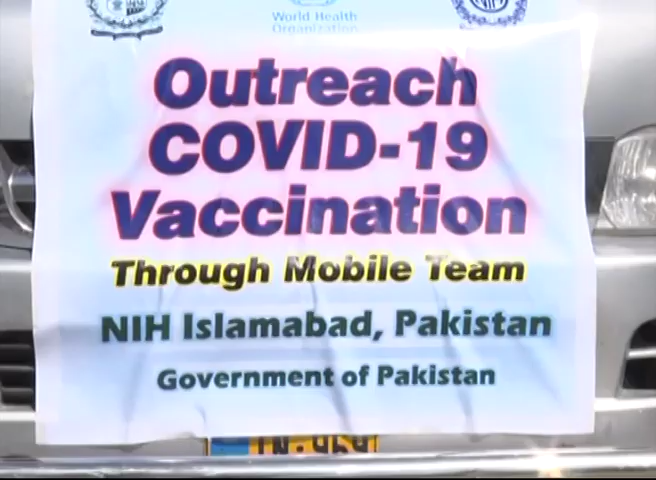 World Health
Organization
Outreach
COVID-19
Vaccination
Through Mobile Team
NIH Islamabad, Pakistan
Government of Pakistan